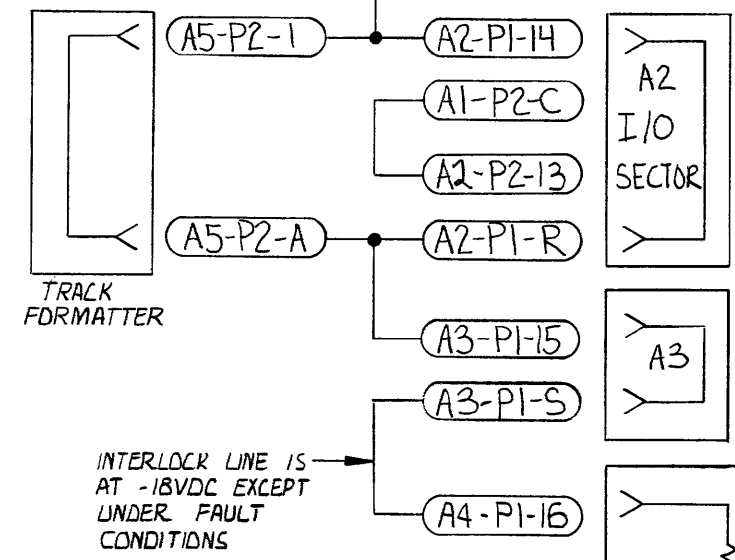 A5-P2-1
A2-P1-14
A2
I/O
SECTOR
A1-P2-C
A2-P2-13
A5-P2-A
A2-P1-R
TRACK
FORMATTER
A3-P1-15
A3
A3-P1-S
INTERLOCK LINE IS
AT -18VDC EXCEPT
UNDER FAULT
CONDITIONS
A4-P1-16